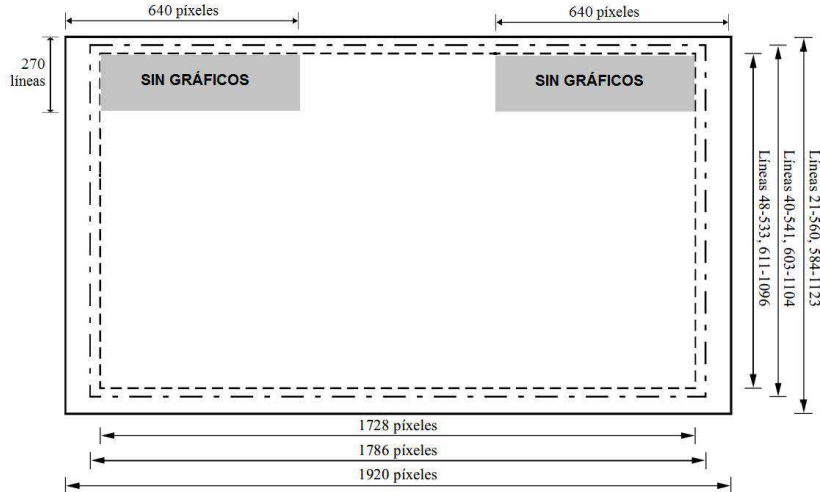 640 píxeles
640 píxeles
270
líneas
SIN GRÁFICOS
SIN GRÁFICOS
Líneas 48-533, 611-1096
Líneas 40-541, 603-1104
Líneas 21-560, 584-1123
1728 píxeles
1786 píxeles
1920 píxeles